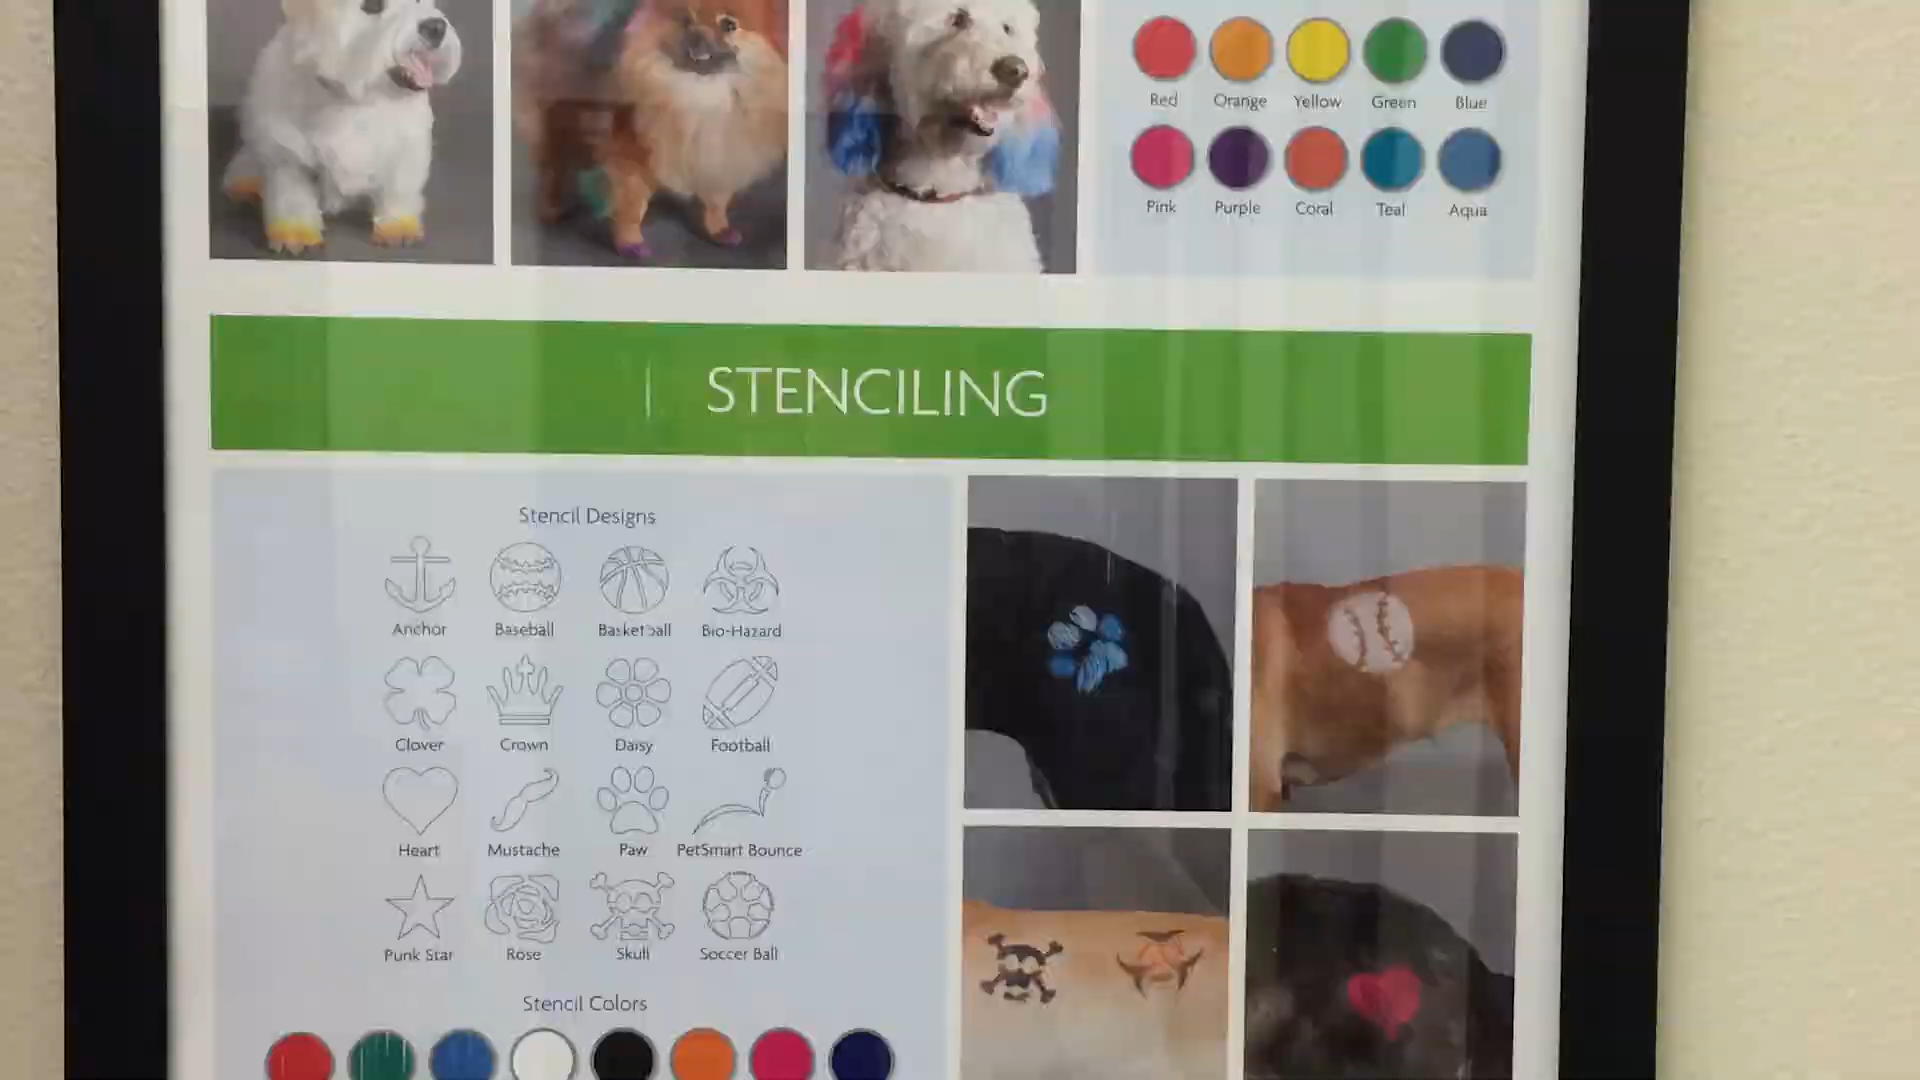 Red Orange Yellow Green Blue
Pink Purple Coral Teal Aqua
STENCILING
Stencil Designs
Anchor Baseball Basketball Bio-Hazard
Clover Crown Daisy Football
Heart Mustache Paw PetSmart Bounce
Punk Star Rose Skull Soccer Ball
Stencil Colors